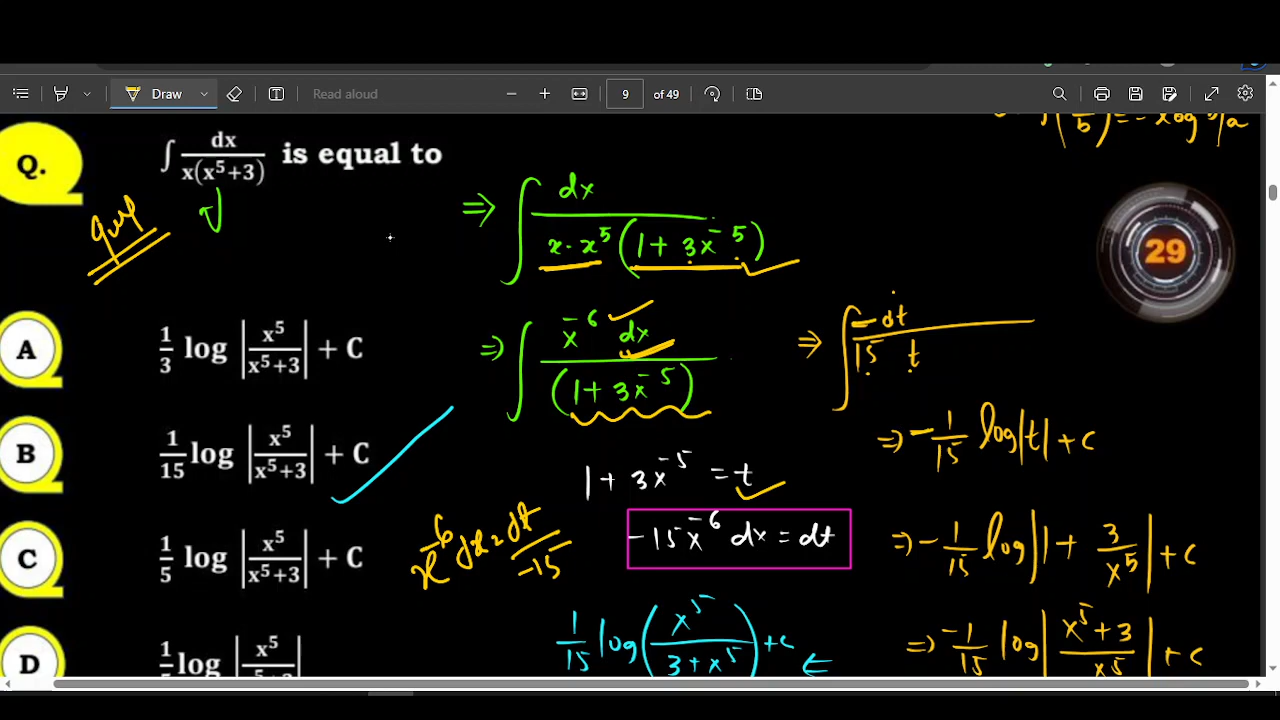 Draw
Read aloud
9 of 49
Q. ∫ dx / x(x⁵+3) is equal to
⇒ ∫ dx / x·x⁵(1 + 3x⁻⁵)
29
A 1/3 log |x⁵/(x⁵+3)| + C
⇒ ∫ x⁻⁶ dx / (1 + 3x⁻⁵)
⇒ ∫ -dt / 15 t
B 1/15 log |x⁵/(x⁵+3)| + C
⇒ -1/15 log|t| + c
1 + 3x⁻⁵ = t
-15x⁻⁶ dx = dt
x⁻⁶ dx = dt/-15
C 1/5 log |x⁵/(x⁵+3)| + C
⇒ -1/15 log|1 + 3/x⁵| + c
1/15 log(x⁵/(3+x⁵)) + c
⇒ -1/15 log|(x⁵+3)/x⁵| + c
D log |x⁵